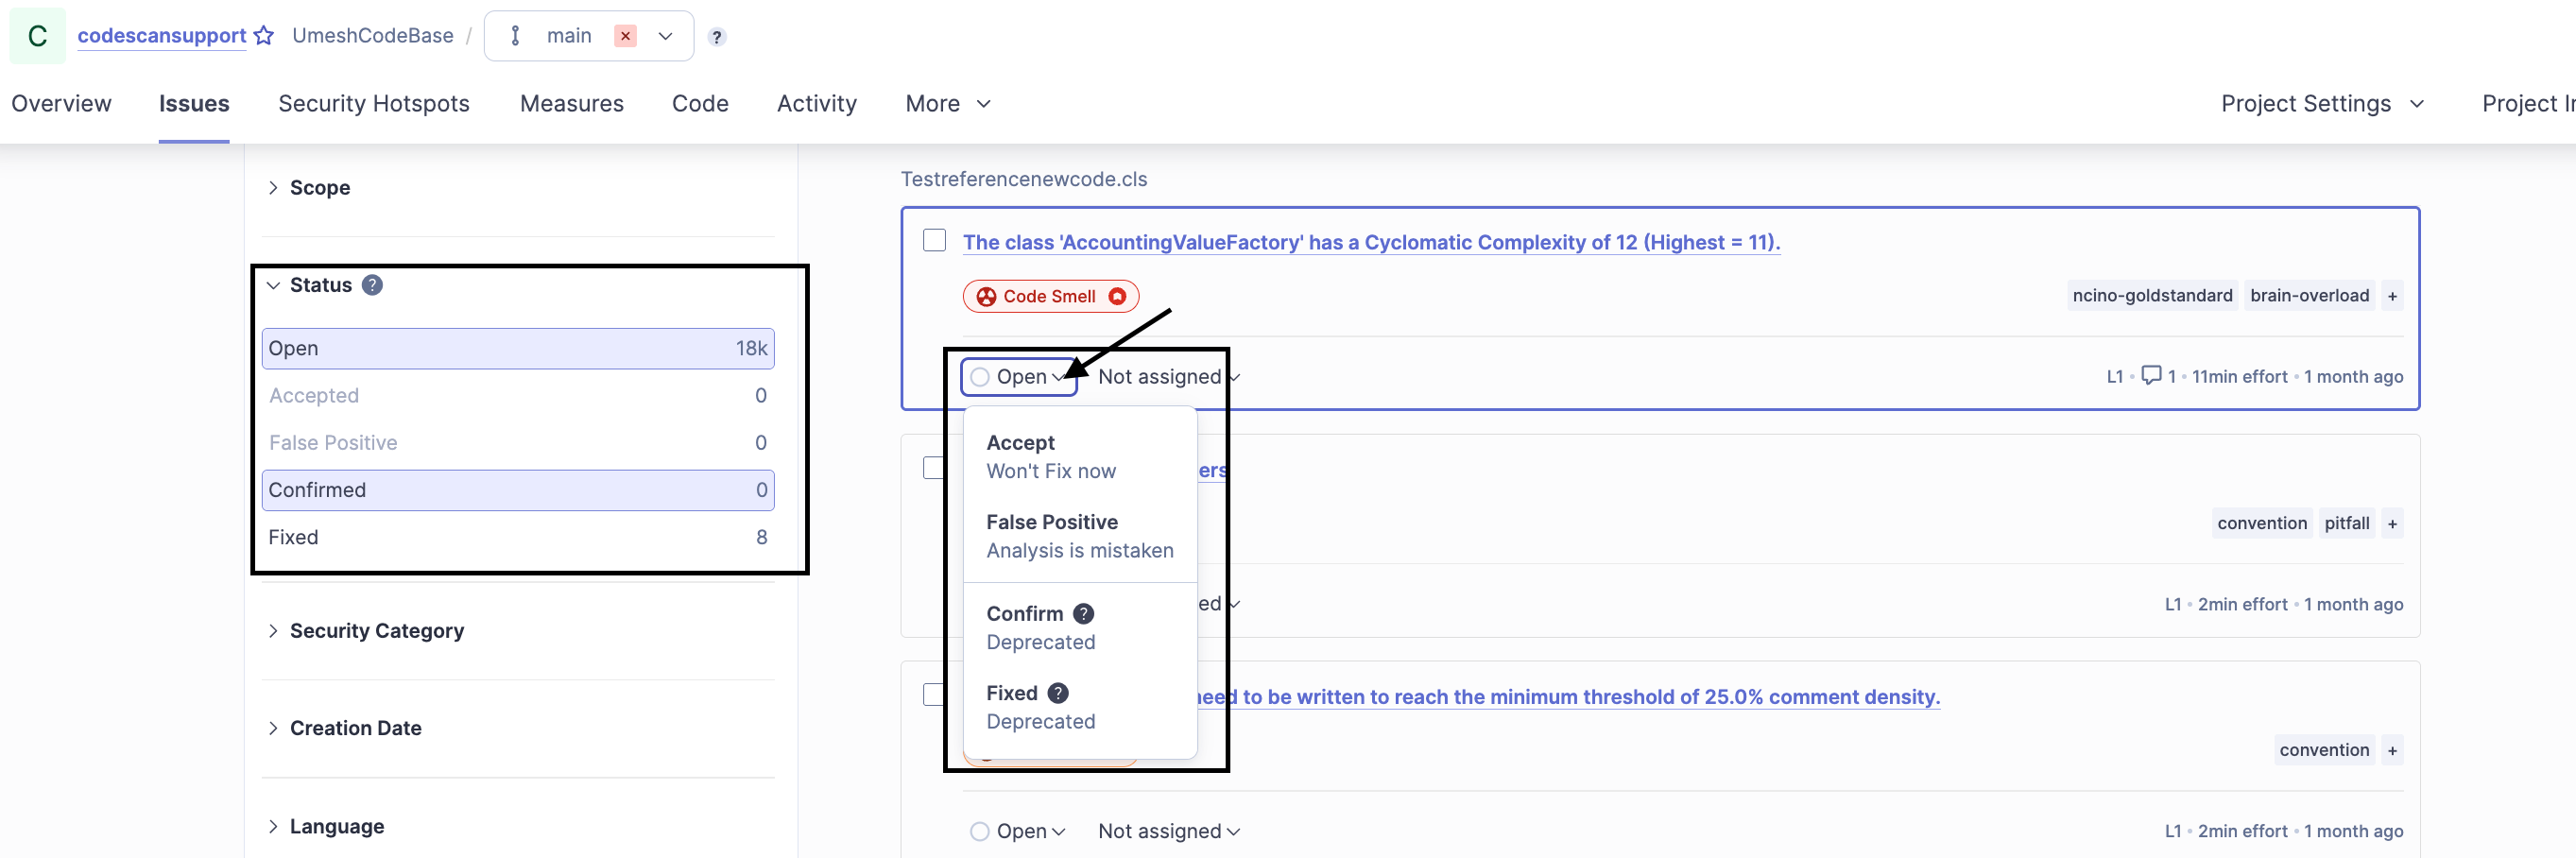 C codescansupport UmeshCodeBase / main ?
Overview Issues Security Hotspots Measures Code Activity More Project Settings Project
Scope
Status ?
Open 18k
Accepted 0
False Positive 0
Confirmed 0
Fixed 8
Security Category
Creation Date
Language
Testreferencenewcode.cls
The class 'AccountingValueFactory' has a Cyclomatic Complexity of 12 (Highest = 11).
Code Smell
ncino-goldstandard brain-overload +
Open Not assigned
L1 • 1 • 11min effort • 1 month ago
Accept
Won't Fix now
False Positive
Analysis is mistaken
Confirm ?
Deprecated
Fixed ?
Deprecated
ers
convention pitfall +
ed
L1 • 2min effort • 1 month ago
need to be written to reach the minimum threshold of 25.0% comment density.
convention +
Open Not assigned
L1 • 2min effort • 1 month ago